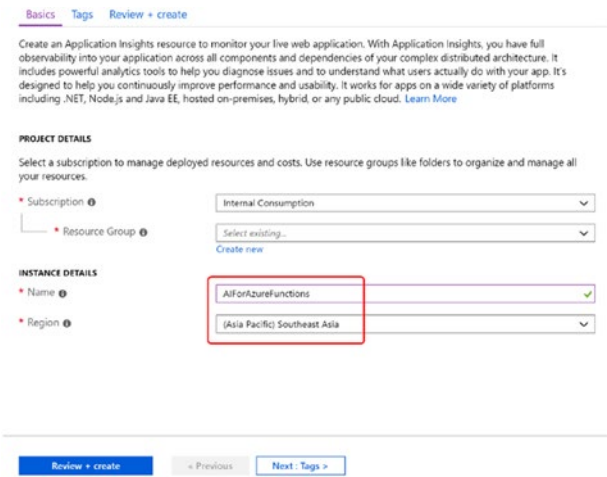 Basics Tags Review + create
Create an Application Insights resource to monitor your live web application. With Application Insights, you have full
observability into your application across all components and dependencies of your complex distributed architecture. It
includes powerful analytics tools to help you diagnose issues and to understand what users actually do with your app. It's
designed to help you continuously improve performance and usability. It works for apps on a wide variety of platforms
including .NET, Node.js and Java EE, hosted on-premises, hybrid, or any public cloud. Learn More
PROJECT DETAILS
Select a subscription to manage deployed resources and costs. Use resource groups like folders to organize and manage all
your resources.
* Subscription Internal Consumption
* Resource Group Select existing...
Create new
INSTANCE DETAILS
* Name AIForAzureFunctions
* Region (Asia Pacific) Southeast Asia
Review + create « Previous Next : Tags >